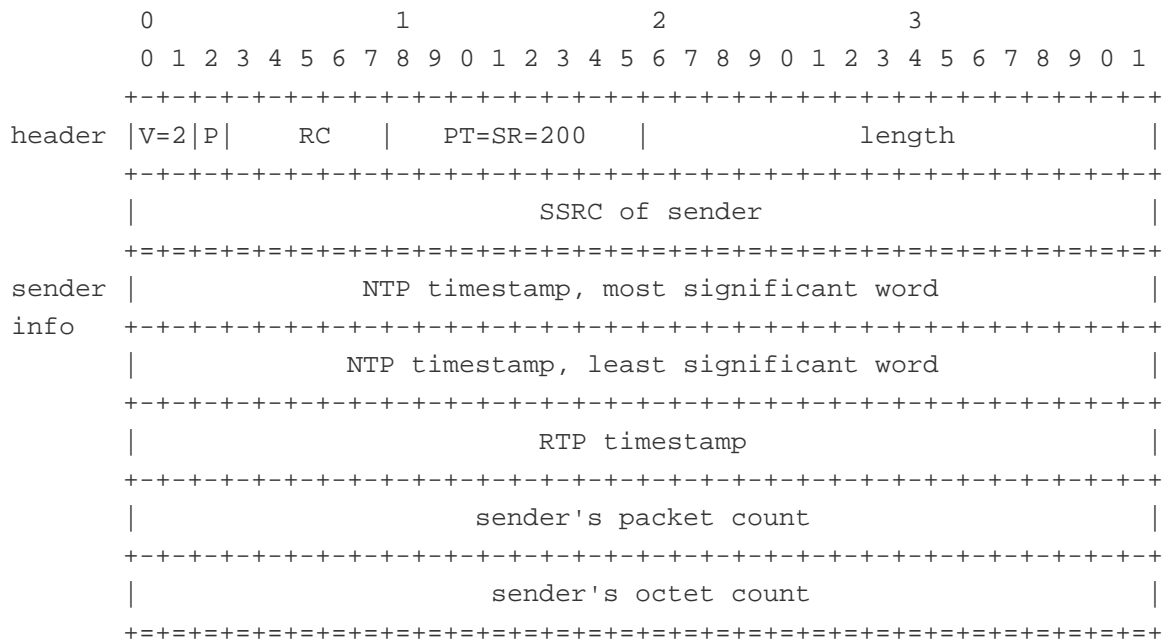 0                   1                   2                   3
0 1 2 3 4 5 6 7 8 9 0 1 2 3 4 5 6 7 8 9 0 1 2 3 4 5 6 7 8 9 0 1
+-+-+-+-+-+-+-+-+-+-+-+-+-+-+-+-+-+-+-+-+-+-+-+-+-+-+-+-+-+-+-+-+
header |V=2|P|    RC   |   PT=SR=200   |             length            |
+-+-+-+-+-+-+-+-+-+-+-+-+-+-+-+-+-+-+-+-+-+-+-+-+-+-+-+-+-+-+-+-+
|                         SSRC of sender                        |
+=+=+=+=+=+=+=+=+=+=+=+=+=+=+=+=+=+=+=+=+=+=+=+=+=+=+=+=+=+=+=+=+
sender |              NTP timestamp, most significant word             |
info   +-+-+-+-+-+-+-+-+-+-+-+-+-+-+-+-+-+-+-+-+-+-+-+-+-+-+-+-+-+-+-+-+
|             NTP timestamp, least significant word             |
+-+-+-+-+-+-+-+-+-+-+-+-+-+-+-+-+-+-+-+-+-+-+-+-+-+-+-+-+-+-+-+-+
|                         RTP timestamp                         |
+-+-+-+-+-+-+-+-+-+-+-+-+-+-+-+-+-+-+-+-+-+-+-+-+-+-+-+-+-+-+-+-+
|                     sender's packet count                     |
+-+-+-+-+-+-+-+-+-+-+-+-+-+-+-+-+-+-+-+-+-+-+-+-+-+-+-+-+-+-+-+-+
|                      sender's octet count                     |
+=+=+=+=+=+=+=+=+=+=+=+=+=+=+=+=+=+=+=+=+=+=+=+=+=+=+=+=+=+=+=+=+